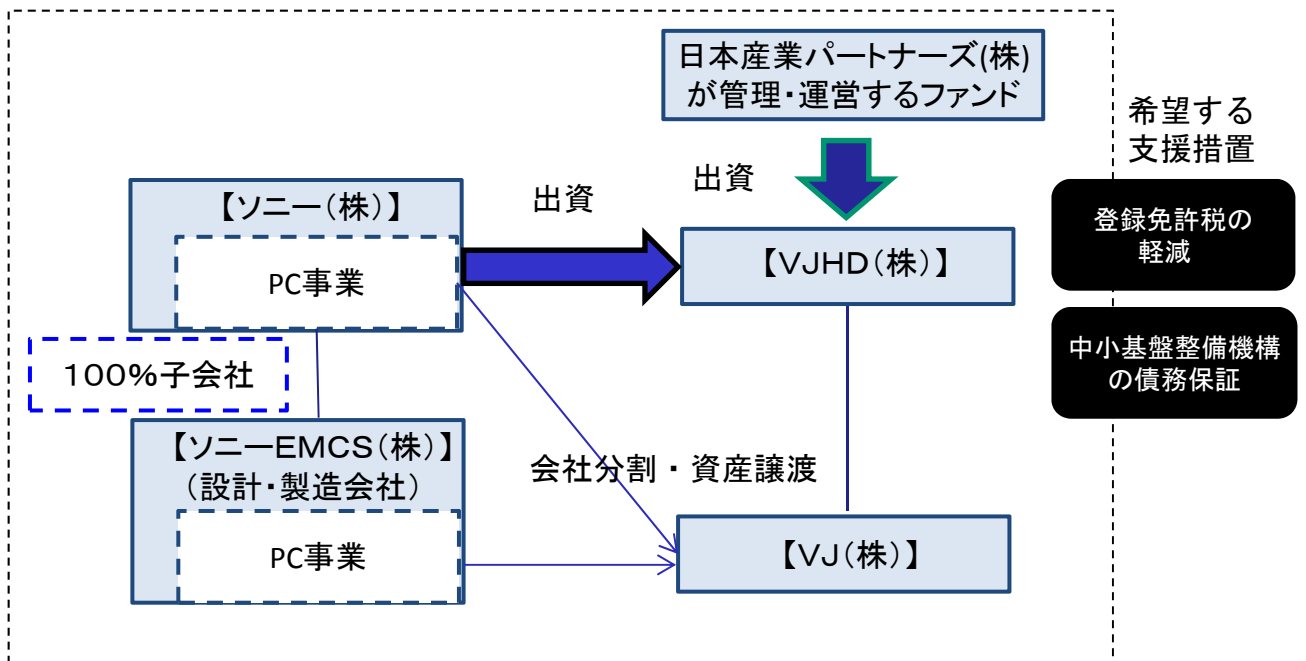 日本産業パートナーズ(株)
が管理・運営するファンド
希望する
支援措置
出資
出資
【ソニー(株)】
PC事業
【VJHD(株)】
登録免許税の
軽減
100%子会社
中小基盤整備機構
の債務保証
【ソニーEMCS(株)】
(設計・製造会社)
PC事業
会社分割・資産譲渡
【VJ(株)】